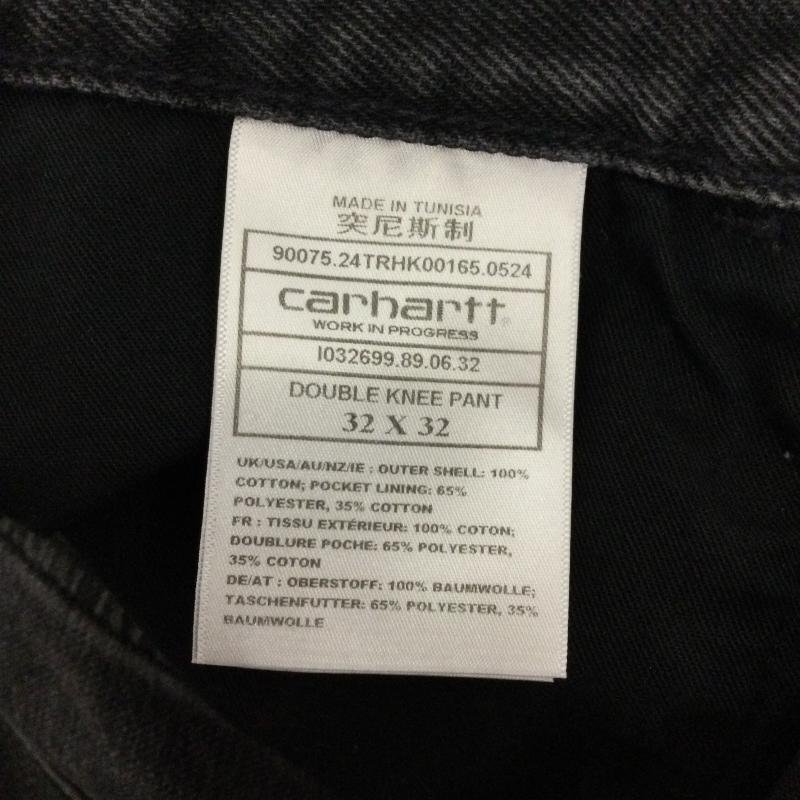 MADE IN TUNISIA
突尼斯制
90075.24TRHK00165.0524
carhartt®
WORK IN PROGRESS
I032699.89.06.32
DOUBLE KNEE PANT
32 X 32
UK/USA/AU/NZ/IE : OUTER SHELL: 100%
COTTON; POCKET LINING: 65%
POLYESTER, 35% COTTON
FR : TISSU EXTÉRIEUR: 100% COTON;
DOUBLURE POCHE: 65% POLYESTER,
35% COTON
DE/AT : OBERSTOFF: 100% BAUMWOLLE;
TASCHENFUTTER: 65% POLYESTER, 35%
BAUMWOLLE